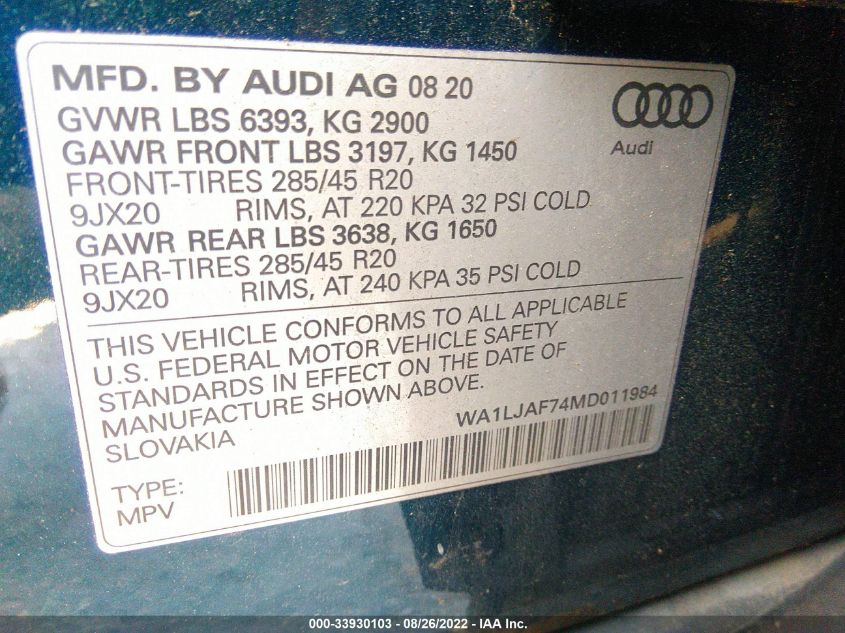 MFD. BY AUDI AG 08 20
GVWR LBS 6393, KG 2900
GAWR FRONT LBS 3197, KG 1450
FRONT-TIRES 285/45 R20
9JX20 RIMS, AT 220 KPA 32 PSI COLD
GAWR REAR LBS 3638, KG 1650
REAR-TIRES 285/45 R20
9JX20 RIMS, AT 240 KPA 35 PSI COLD
Audi
THIS VEHICLE CONFORMS TO ALL APPLICABLE
U.S. FEDERAL MOTOR VEHICLE SAFETY
STANDARDS IN EFFECT ON THE DATE OF
MANUFACTURE SHOWN ABOVE.
SLOVAKIA
WA1LJAF74MD011984
TYPE:
MPV
000-33930103 - 08/26/2022 - IAA Inc.